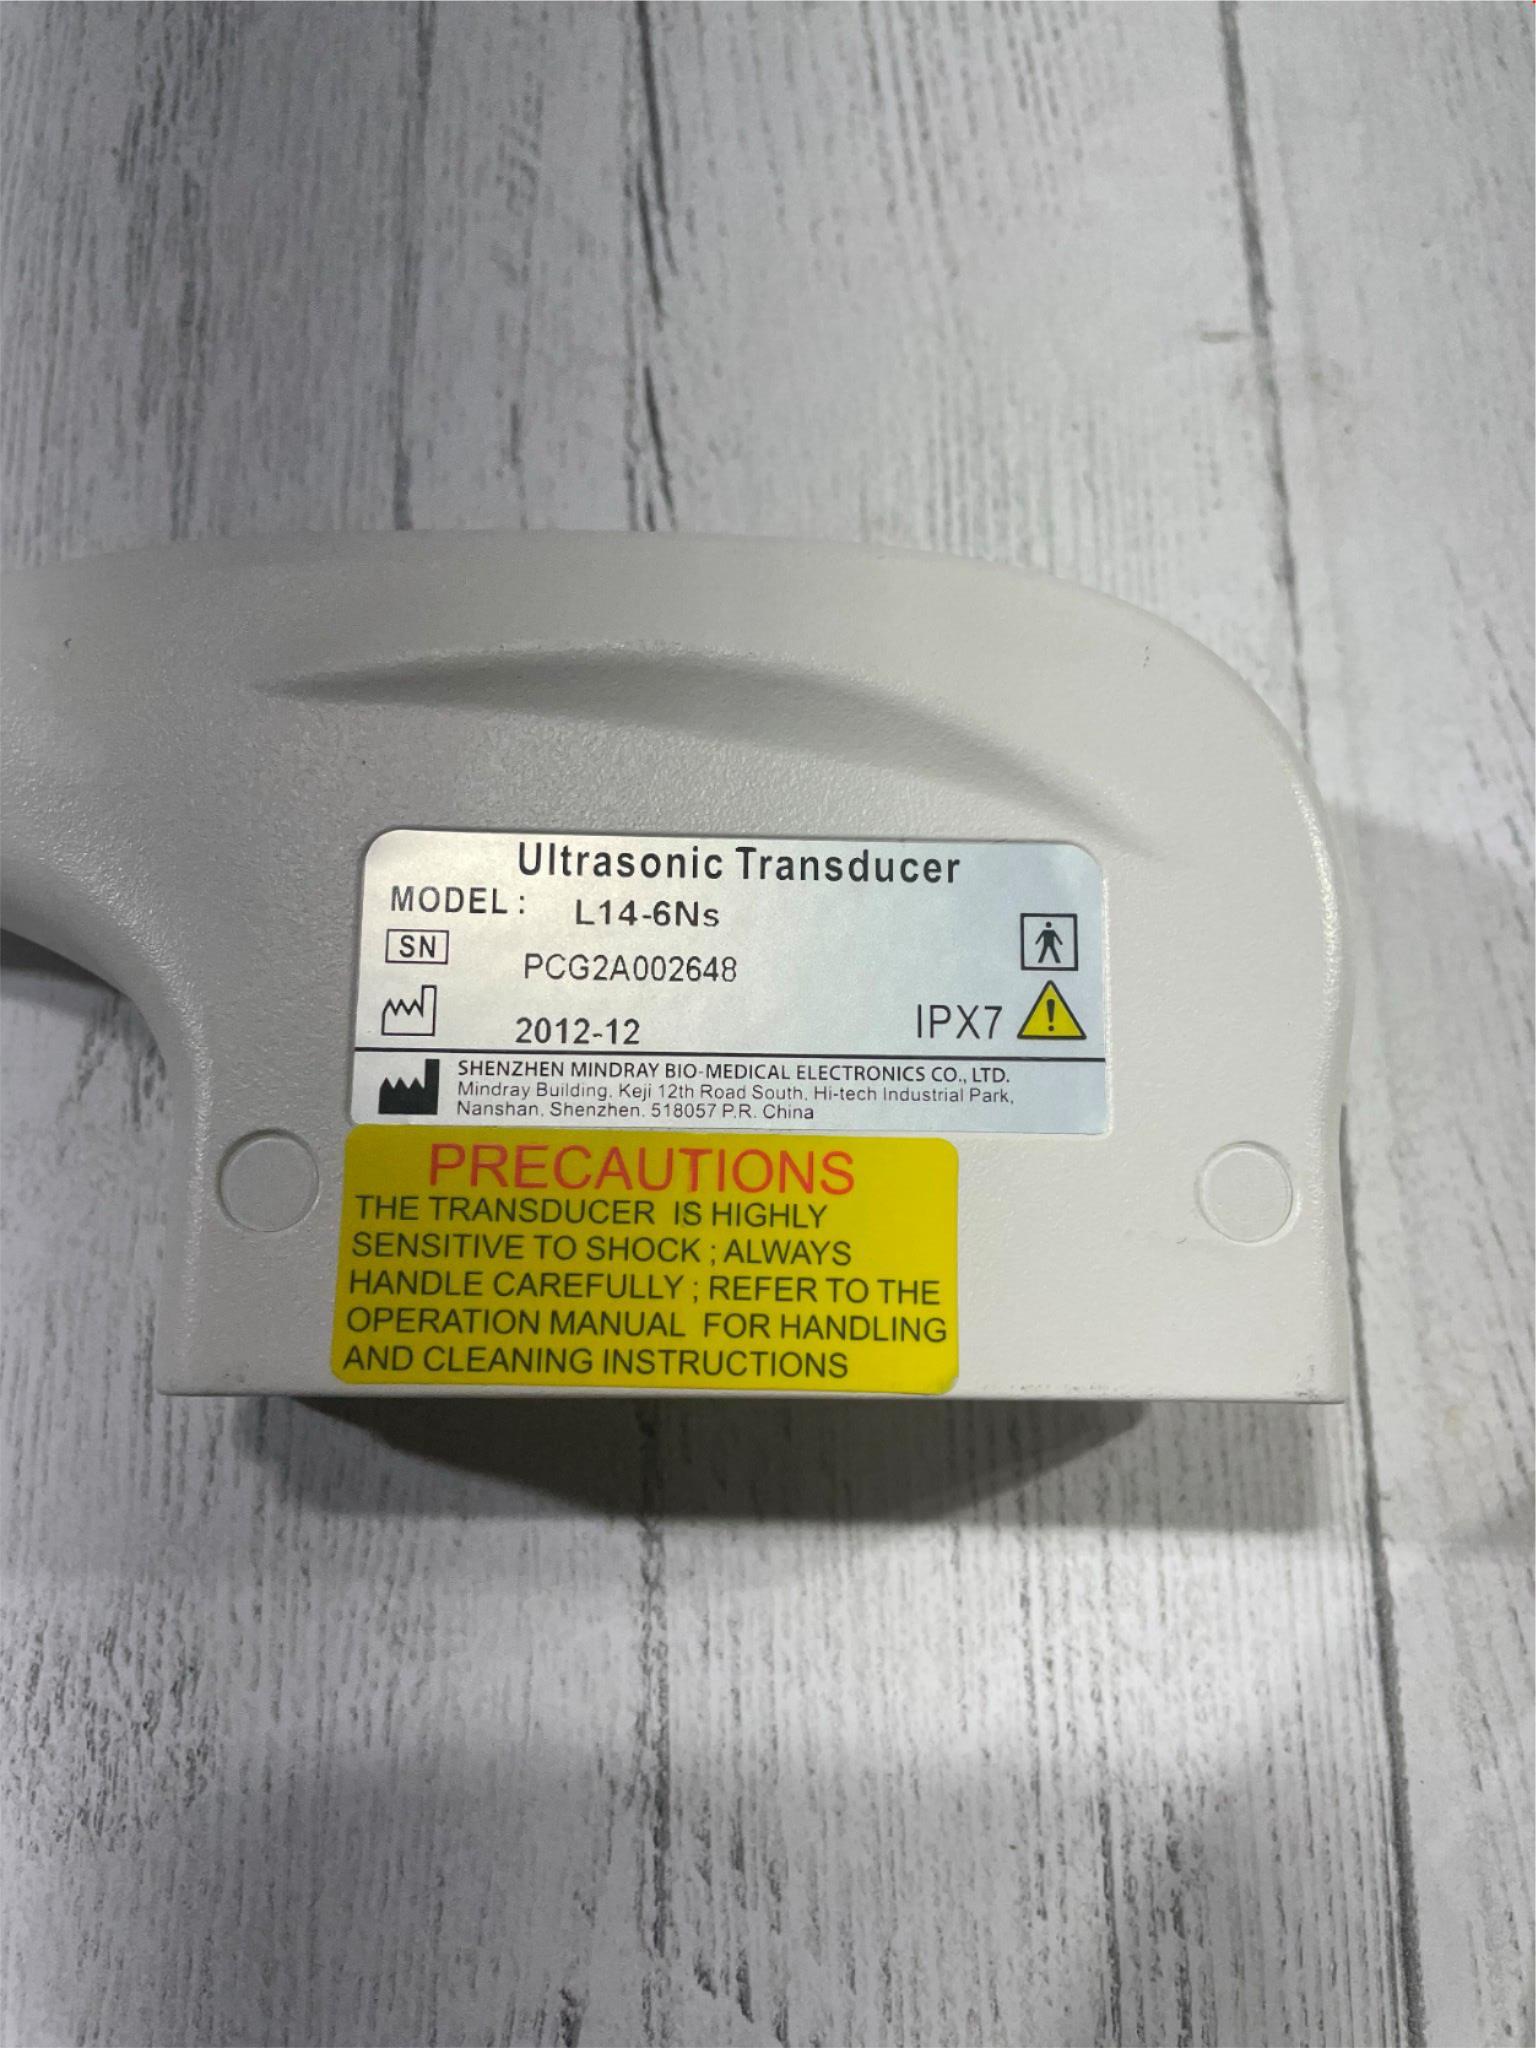 Ultrasonic Transducer
MODEL: L14-6Ns
SN PCG2A002648
2012-12 IPX7
SHENZHEN MINDRAY BIO-MEDICAL ELECTRONICS CO., LTD.
Mindray Building, Keji 12th Road South, Hi-tech Industrial Park,
Nanshan, Shenzhen, 518057 P.R. China
PRECAUTIONS
THE TRANSDUCER IS HIGHLY
SENSITIVE TO SHOCK ; ALWAYS
HANDLE CAREFULLY ; REFER TO THE
OPERATION MANUAL FOR HANDLING
AND CLEANING INSTRUCTIONS